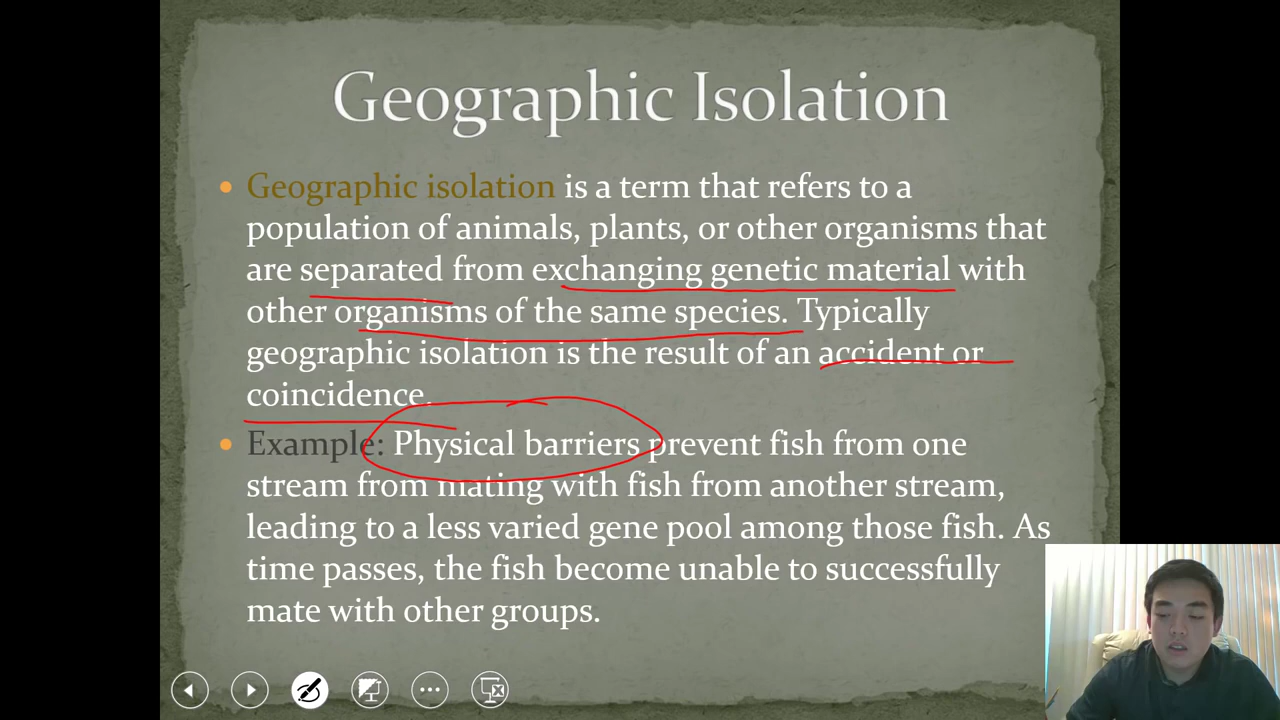 Geographic Isolation
Geographic isolation is a term that refers to a
population of animals, plants, or other organisms that
are separated from exchanging genetic material with
other organisms of the same species. Typically
geographic isolation is the result of an accident or
coincidence.
Example: Physical barriers prevent fish from one
stream from mating with fish from another stream,
leading to a less varied gene pool among those fish. As
time passes, the fish become unable to successfully
mate with other groups.